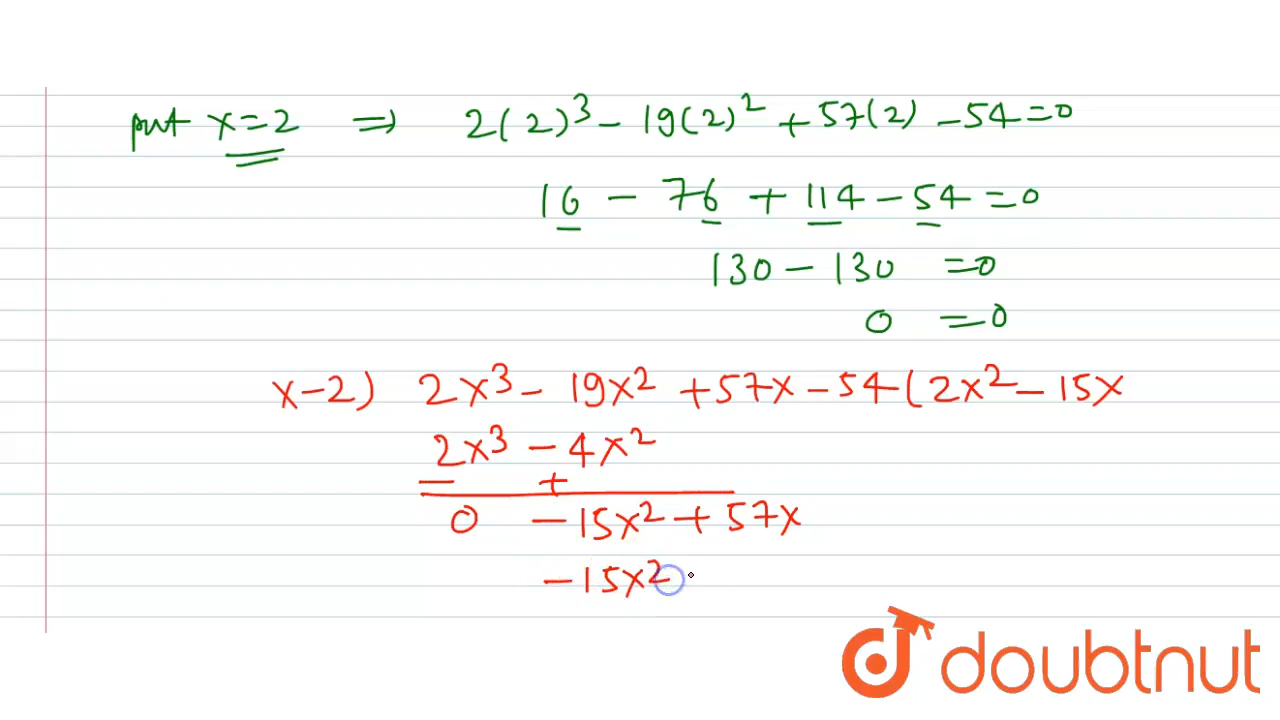 put x=2 ⇒ 2(2)³ - 19(2)² + 57(2) - 54 = 0
16 - 76 + 114 - 54 = 0
130 - 130 = 0
0 = 0
x-2) 2x³ - 19x² + 57x - 54 (2x² - 15x
2x³ - 4x²
- +
0 - 15x² + 57x
- 15x²
doubtnut